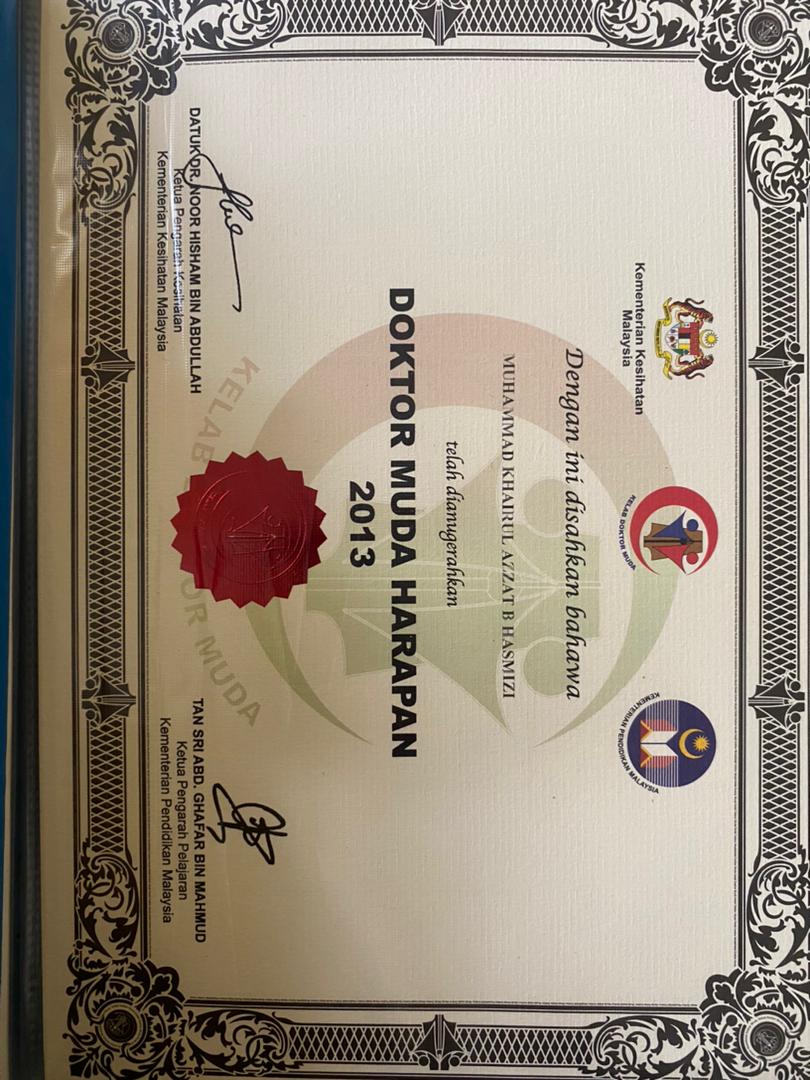 Kementerian Kesihatan
Malaysia
KELAB DOKTOR MUDA
KEMENTERIAN PENDIDIKAN MALAYSIA
Dengan ini disahkan bahawa
MUHAMMAD KHAIRUL AZZAT B HASMIZI
telah dianugerahkan
DOKTOR MUDA HARAPAN
2013
KELAB OR MUDA
DATUK DR. NOOR HISHAM BIN ABDULLAH
Ketua Pengarah Kesihatan
Kementerian Kesihatan Malaysia
TAN SRI ABD. GHAFAR BIN MAHMUD
Ketua Pengarah Pelajaran
Kementerian Pendidikan Malaysia